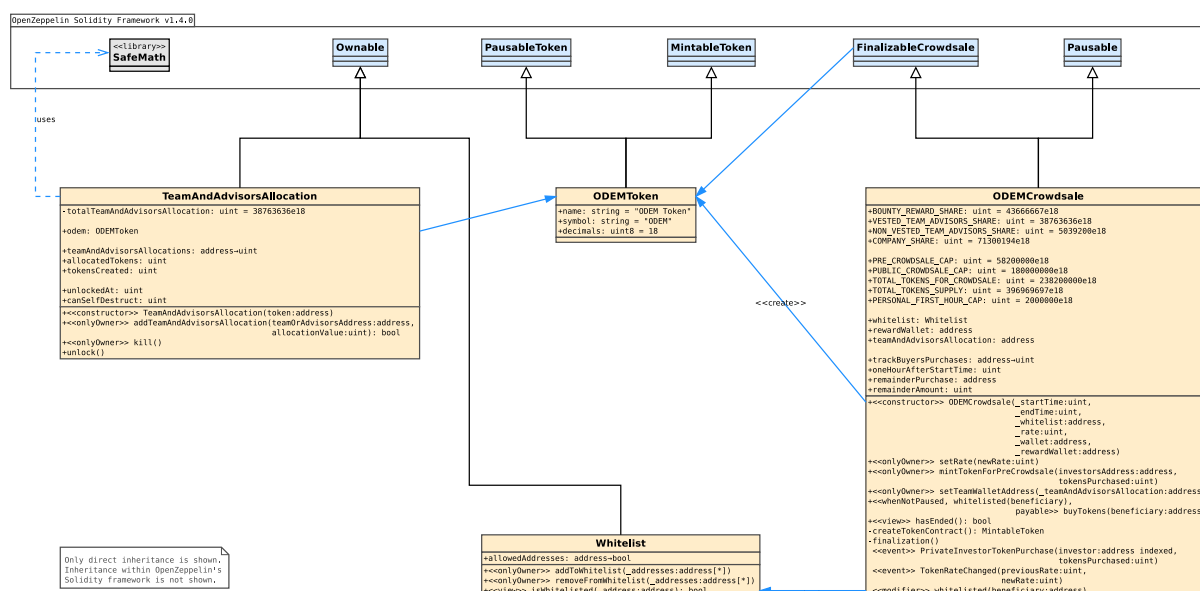 OpenZeppelin Solidity Framework v1.4.0
<<library>>
SafeMath
Ownable
PausableToken
MintableToken
FinalizableCrowdsale
Pausable
uses
TeamAndAdvisorsAllocation
-totalTeamAndAdvisorsAllocation: uint = 38763636e18
+odem: ODEMToken
+teamAndAdvisorsAllocations: address→uint
+allocatedTokens: uint
+tokensCreated: uint
+unlockedAt: uint
+canSelfDestruct: uint
+<<constructor>> TeamAndAdvisorsAllocation(token:address)
+<<onlyOwner>> addTeamAndAdvisorsAllocation(teamOrAdvisorsAddress:address,
allocationValue:uint): bool
+<<onlyOwner>> kill()
+unlock()
ODEMToken
+name: string = "ODEM Token"
+symbol: string = "ODEM"
+decimals: uint8 = 18
<<create>>
ODEMCrowdsale
+BOUNTY_REWARD_SHARE: uint = 43666667e18
+VESTED_TEAM_ADVISORS_SHARE: uint = 38763636e18
+NON_VESTED_TEAM_ADVISORS_SHARE: uint = 5039200e18
+COMPANY_SHARE: uint = 71300194e18
+PRE_CROWDSALE_CAP: uint = 58200000e18
+PUBLIC_CROWDSALE_CAP: uint = 180000000e18
+TOTAL_TOKENS_FOR_CROWDSALE: uint = 238200000e18
+TOTAL_TOKENS_SUPPLY: uint = 396969697e18
+PERSONAL_FIRST_HOUR_CAP: uint = 2000000e18
+whitelist: Whitelist
+rewardWallet: address
+teamAndAdvisorsAllocation: address
+trackBuyersPurchases: address→uint
+oneHourAfterStartTime: uint
+remainderPurchase: address
+remainderAmount: uint
+<<constructor>> ODEMCrowdsale(_startTime:uint,
_endTime:uint,
_whitelist:address,
_rate:uint,
_wallet:address,
_rewardWallet:address)
+<<onlyOwner>> setRate(newRate:uint)
+<<onlyOwner>> mintTokenForPreCrowdsale(investorsAddress:address,
tokensPurchased:uint)
+<<onlyOwner>> setTeamWalletAddress(_teamAndAdvisorsAllocation:address
+<<whenNotPaused, whitelisted(beneficiary),
payable>> buyTokens(beneficiary:address
+<<view>> hasEnded(): bool
-createTokenContract(): MintableToken
-finalization()
<<event>> PrivateInvestorTokenPurchase(investor:address indexed,
tokensPurchased:uint)
<<event>> TokenRateChanged(previousRate:uint,
newRate:uint)
<<modifier>> whitelisted(beneficiary:address)
Whitelist
+allowedAddresses: address→bool
+<<onlyOwner>> addToWhitelist(_addresses:address[*])
+<<onlyOwner>> removeFromWhitelist(_addresses:address[*])
+<<view>> isWhitelisted(_address:address): bool
Only direct inheritance is shown.
Inheritance within OpenZeppelin's
Solidity framework is not shown.